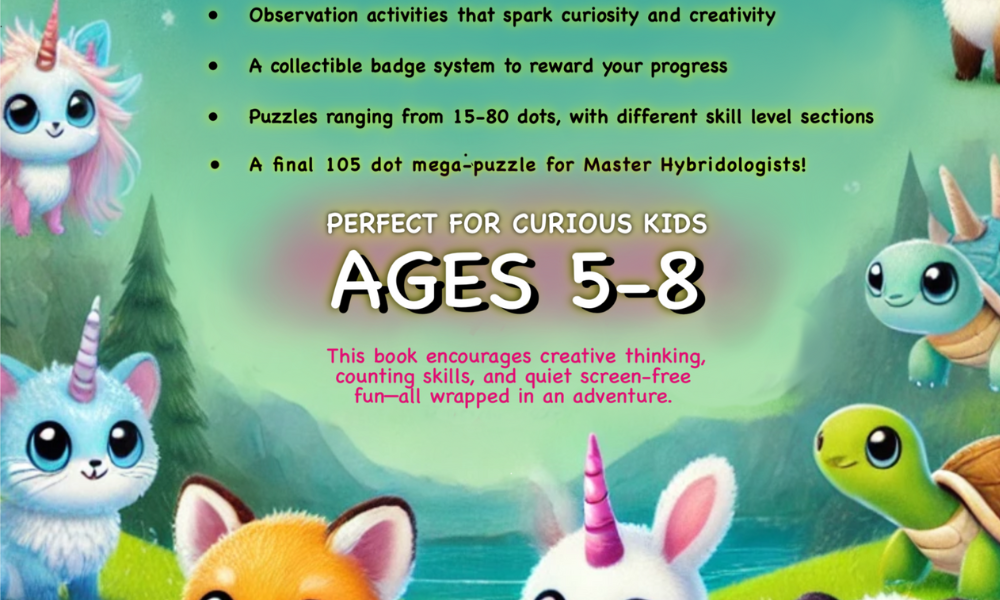 • Observation activities that spark curiosity and creativity
• A collectible badge system to reward your progress
• Puzzles ranging from 15-80 dots, with different skill level sections
• A final 105 dot mega-puzzle for Master Hybridologists!
PERFECT FOR CURIOUS KIDS
AGES 5-8
This book encourages creative thinking,
counting skills, and quiet screen-free
fun—all wrapped in an adventure.